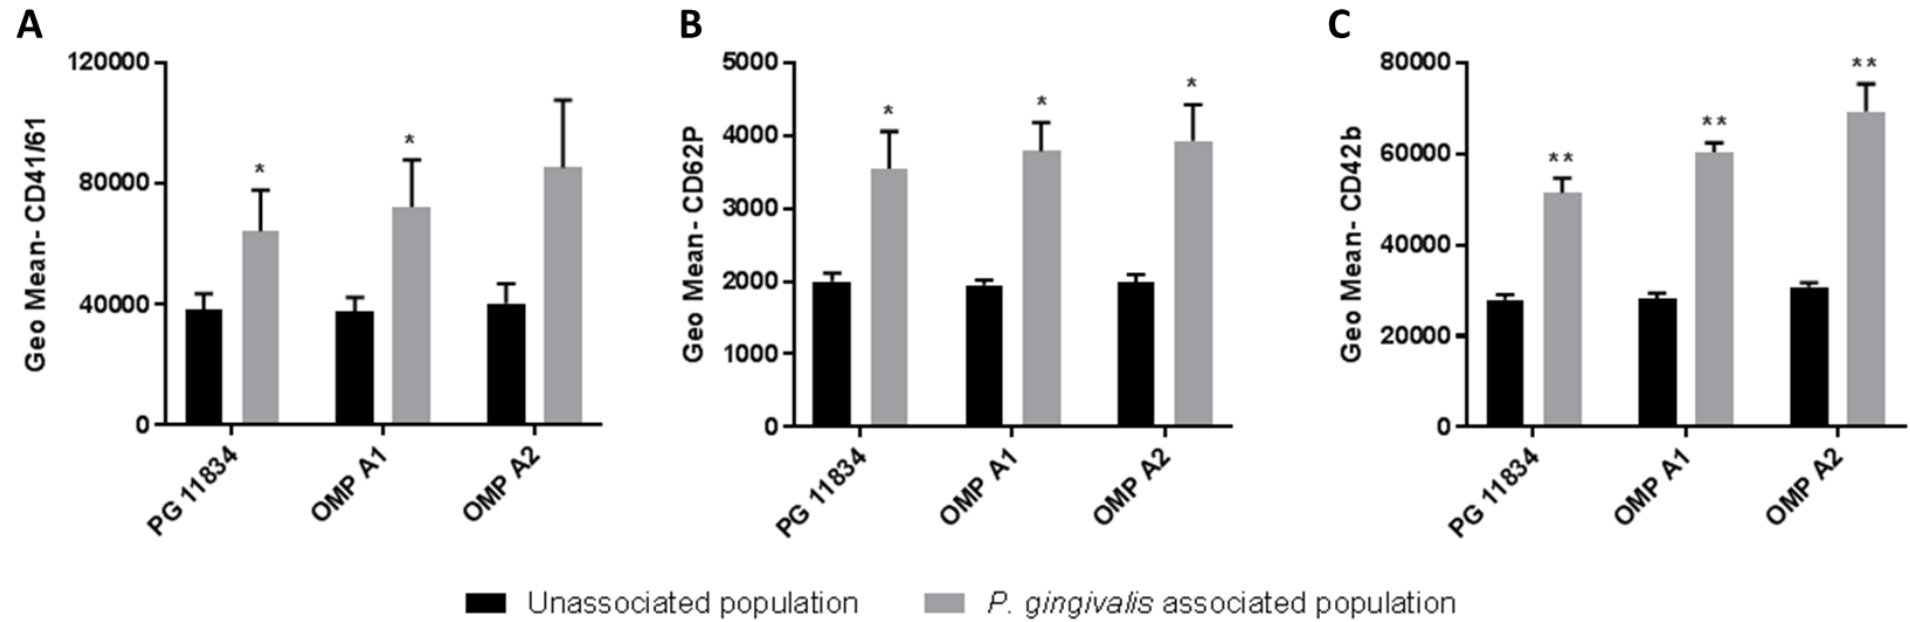 A
Geo Mean- CD41/61
120000
80000
40000
0
*
*
PG 11834
OMP A1
OMP A2
B
Geo Mean- CD62P
5000
4000
3000
2000
1000
0
*
*
*
PG 11834
OMP A1
OMP A2
C
Geo Mean- CD42b
80000
60000
40000
20000
0
**
**
**
PG 11834
OMP A1
OMP A2
Unassociated population
P. gingivalis associated population